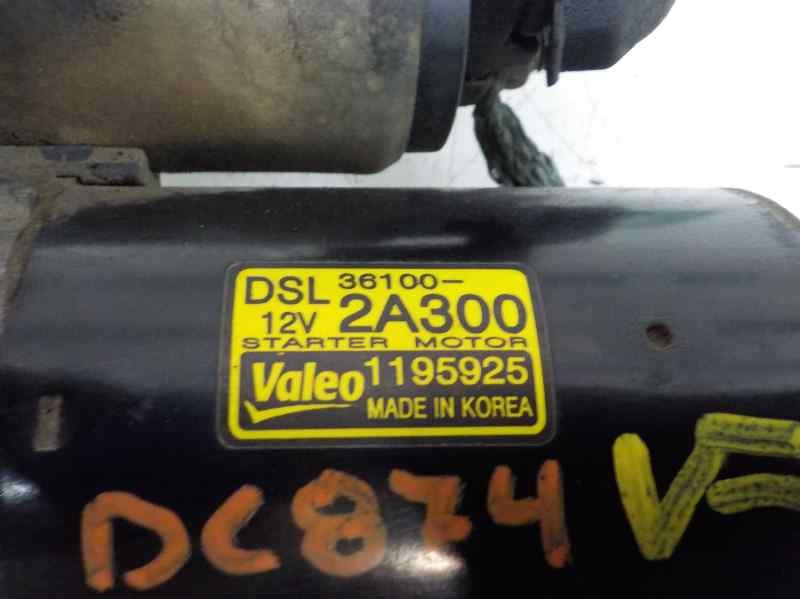 DSL 36100-
12V 2A300
STARTER MOTOR
Valeo 1195925
MADE IN KOREA
DC874